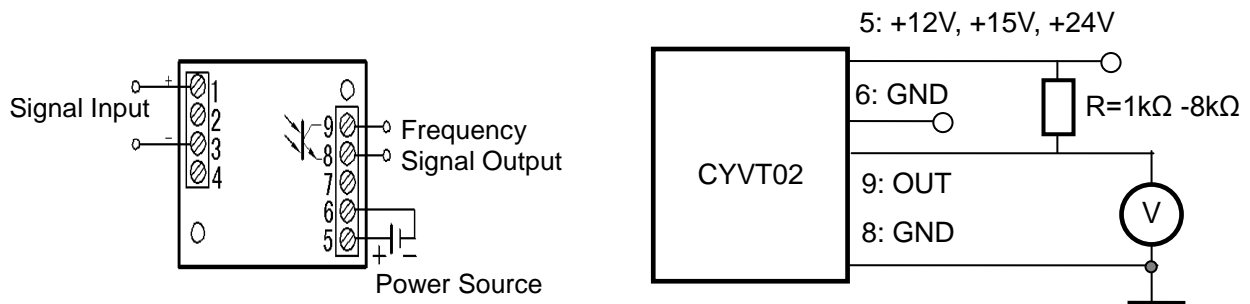 Signal Input
+
−
1
2
3
4
9
8
7
6
5
Frequency
Signal Output
+ −
Power Source
5: +12V, +15V, +24V
6: GND
R=1kΩ -8kΩ
CYVT02
9: OUT
8: GND
V